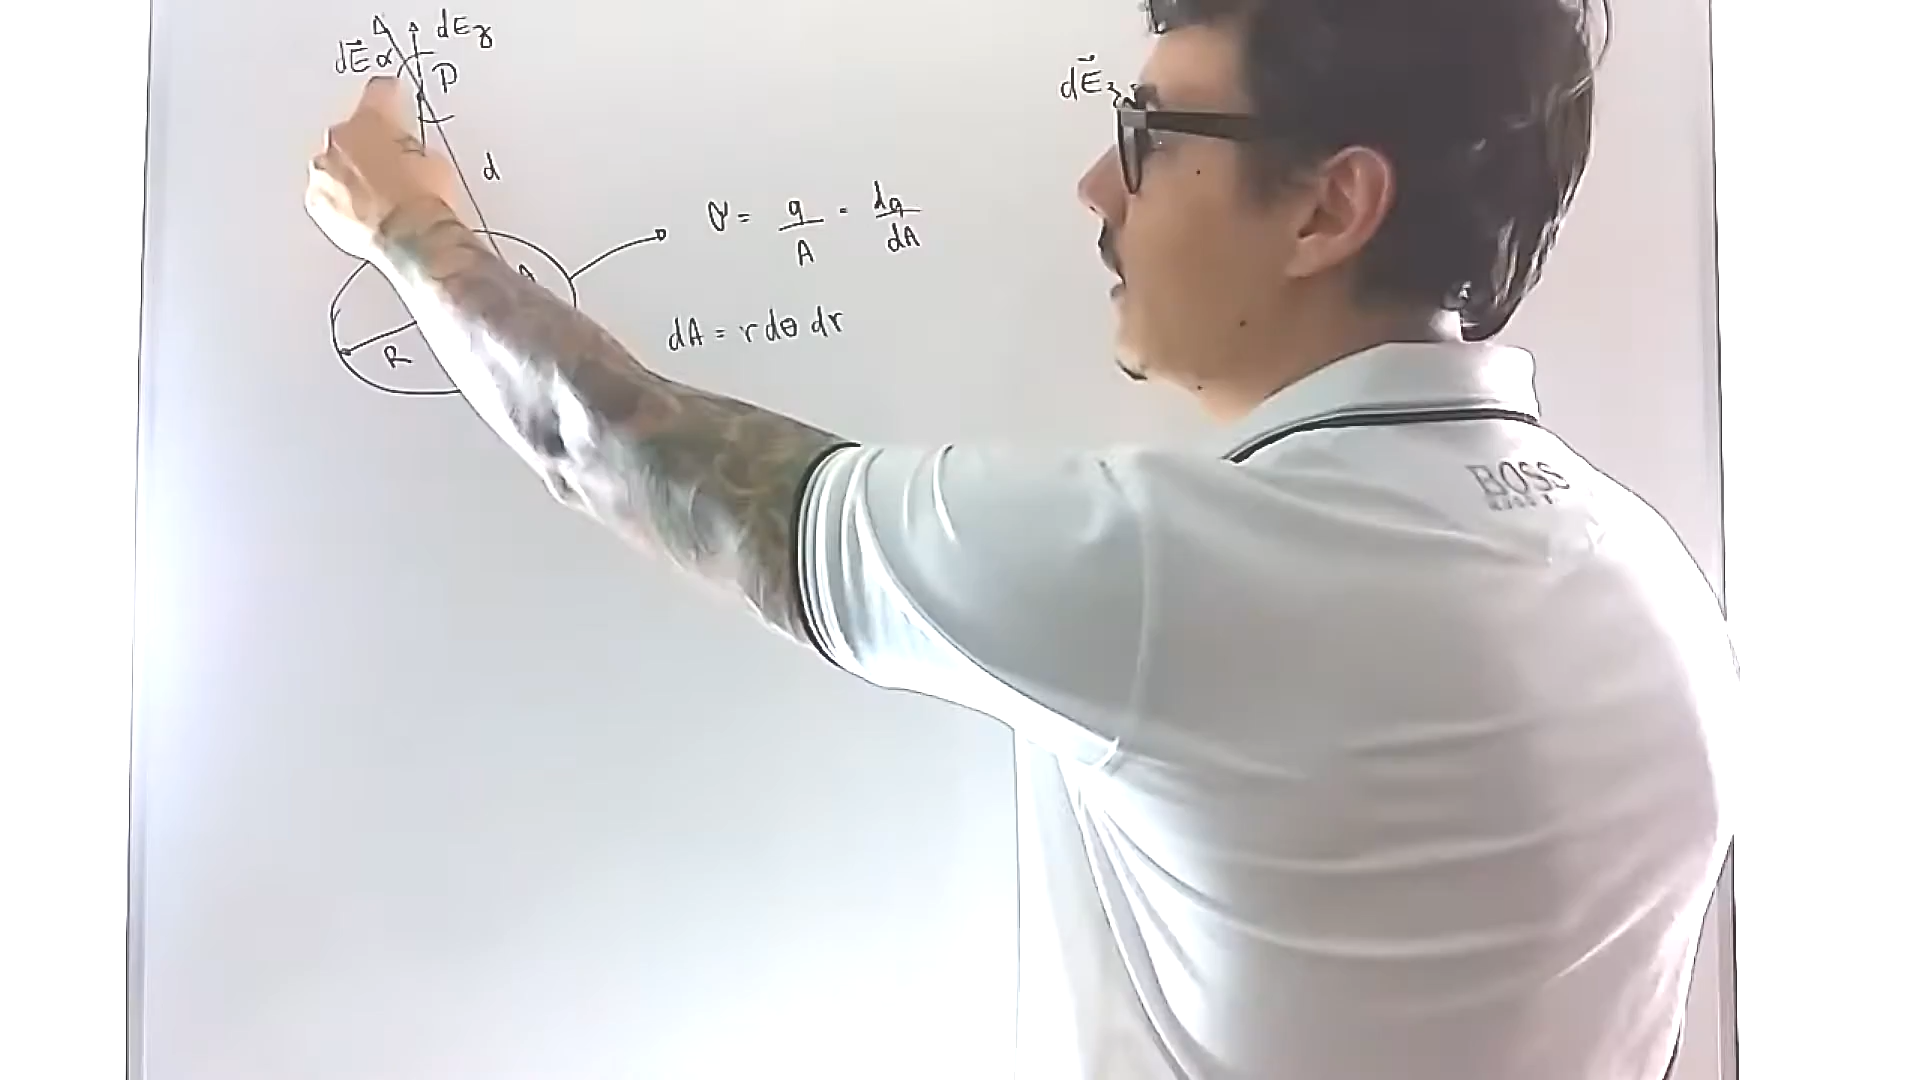 dE⃗ α dEz
P
d
σ = q/A = dq/dA
R
dA = r dθ dr
dE⃗z
BOSS